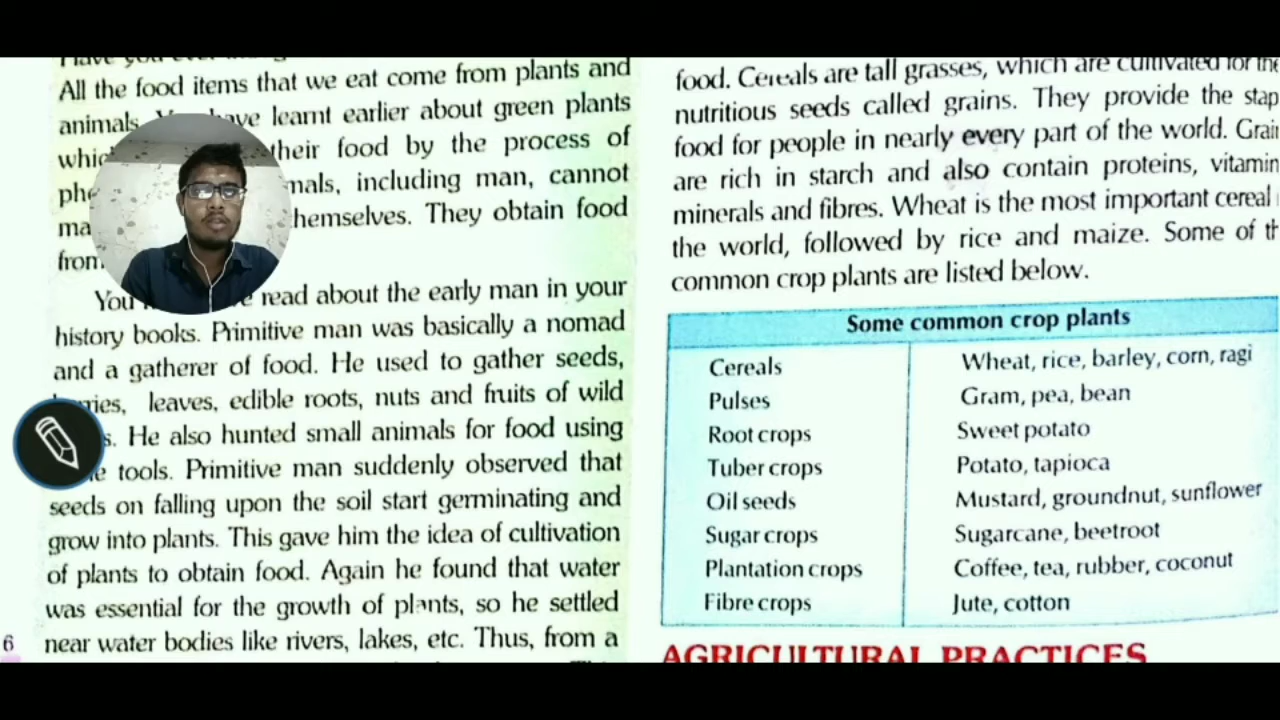 All the food items that we eat come from plants and
animals. have learnt earlier about green plants
their food by the process of
including man, cannot
themselves. They obtain food
from
You read about the early man in your
history books. Primitive man was basically a nomad
and a gatherer of food. He used to gather seeds,
leaves, edible roots, nuts and fruits of wild
He also hunted small animals for food using
tools. Primitive man suddenly observed that
seeds on falling upon the soil start germinating and
grow into plants. This gave him the idea of cultivation
of plants to obtain food. Again he found that water
was essential for the growth of plants, so he settled
6 near water bodies like rivers, lakes, etc. Thus, from a
food. Cereals are tall grasses, which are cultivated for the
nutritious seeds called grains. They provide the stap
food for people in nearly every part of the world. Grain
are rich in starch and also contain proteins, vitamin
minerals and fibres. Wheat is the most important cereal
the world, followed by rice and maize. Some of th
common crop plants are listed below.
Some common crop plants
Cereals Wheat, rice, barley, corn, ragi
Pulses Gram, pea, bean
Root crops Sweet potato
Tuber crops Potato, tapioca
Oil seeds Mustard, groundnut, sunflower
Sugar crops Sugarcane, beetroot
Plantation crops Coffee, tea, rubber, coconut
Fibre crops Jute, cotton
AGRICULTURAL PRACTICES